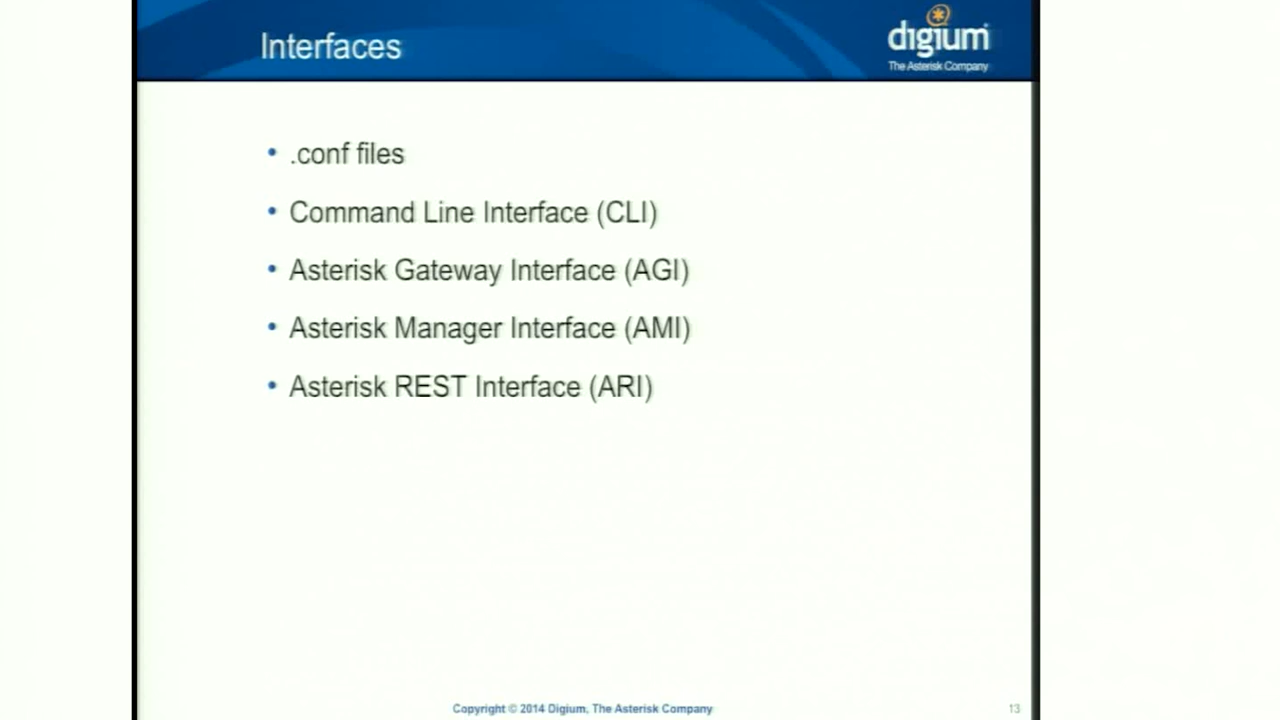 Interfaces
digium
The Asterisk Company
• .conf files
• Command Line Interface (CLI)
• Asterisk Gateway Interface (AGI)
• Asterisk Manager Interface (AMI)
• Asterisk REST Interface (ARI)
Copyright © 2014 Digium, The Asterisk Company
13